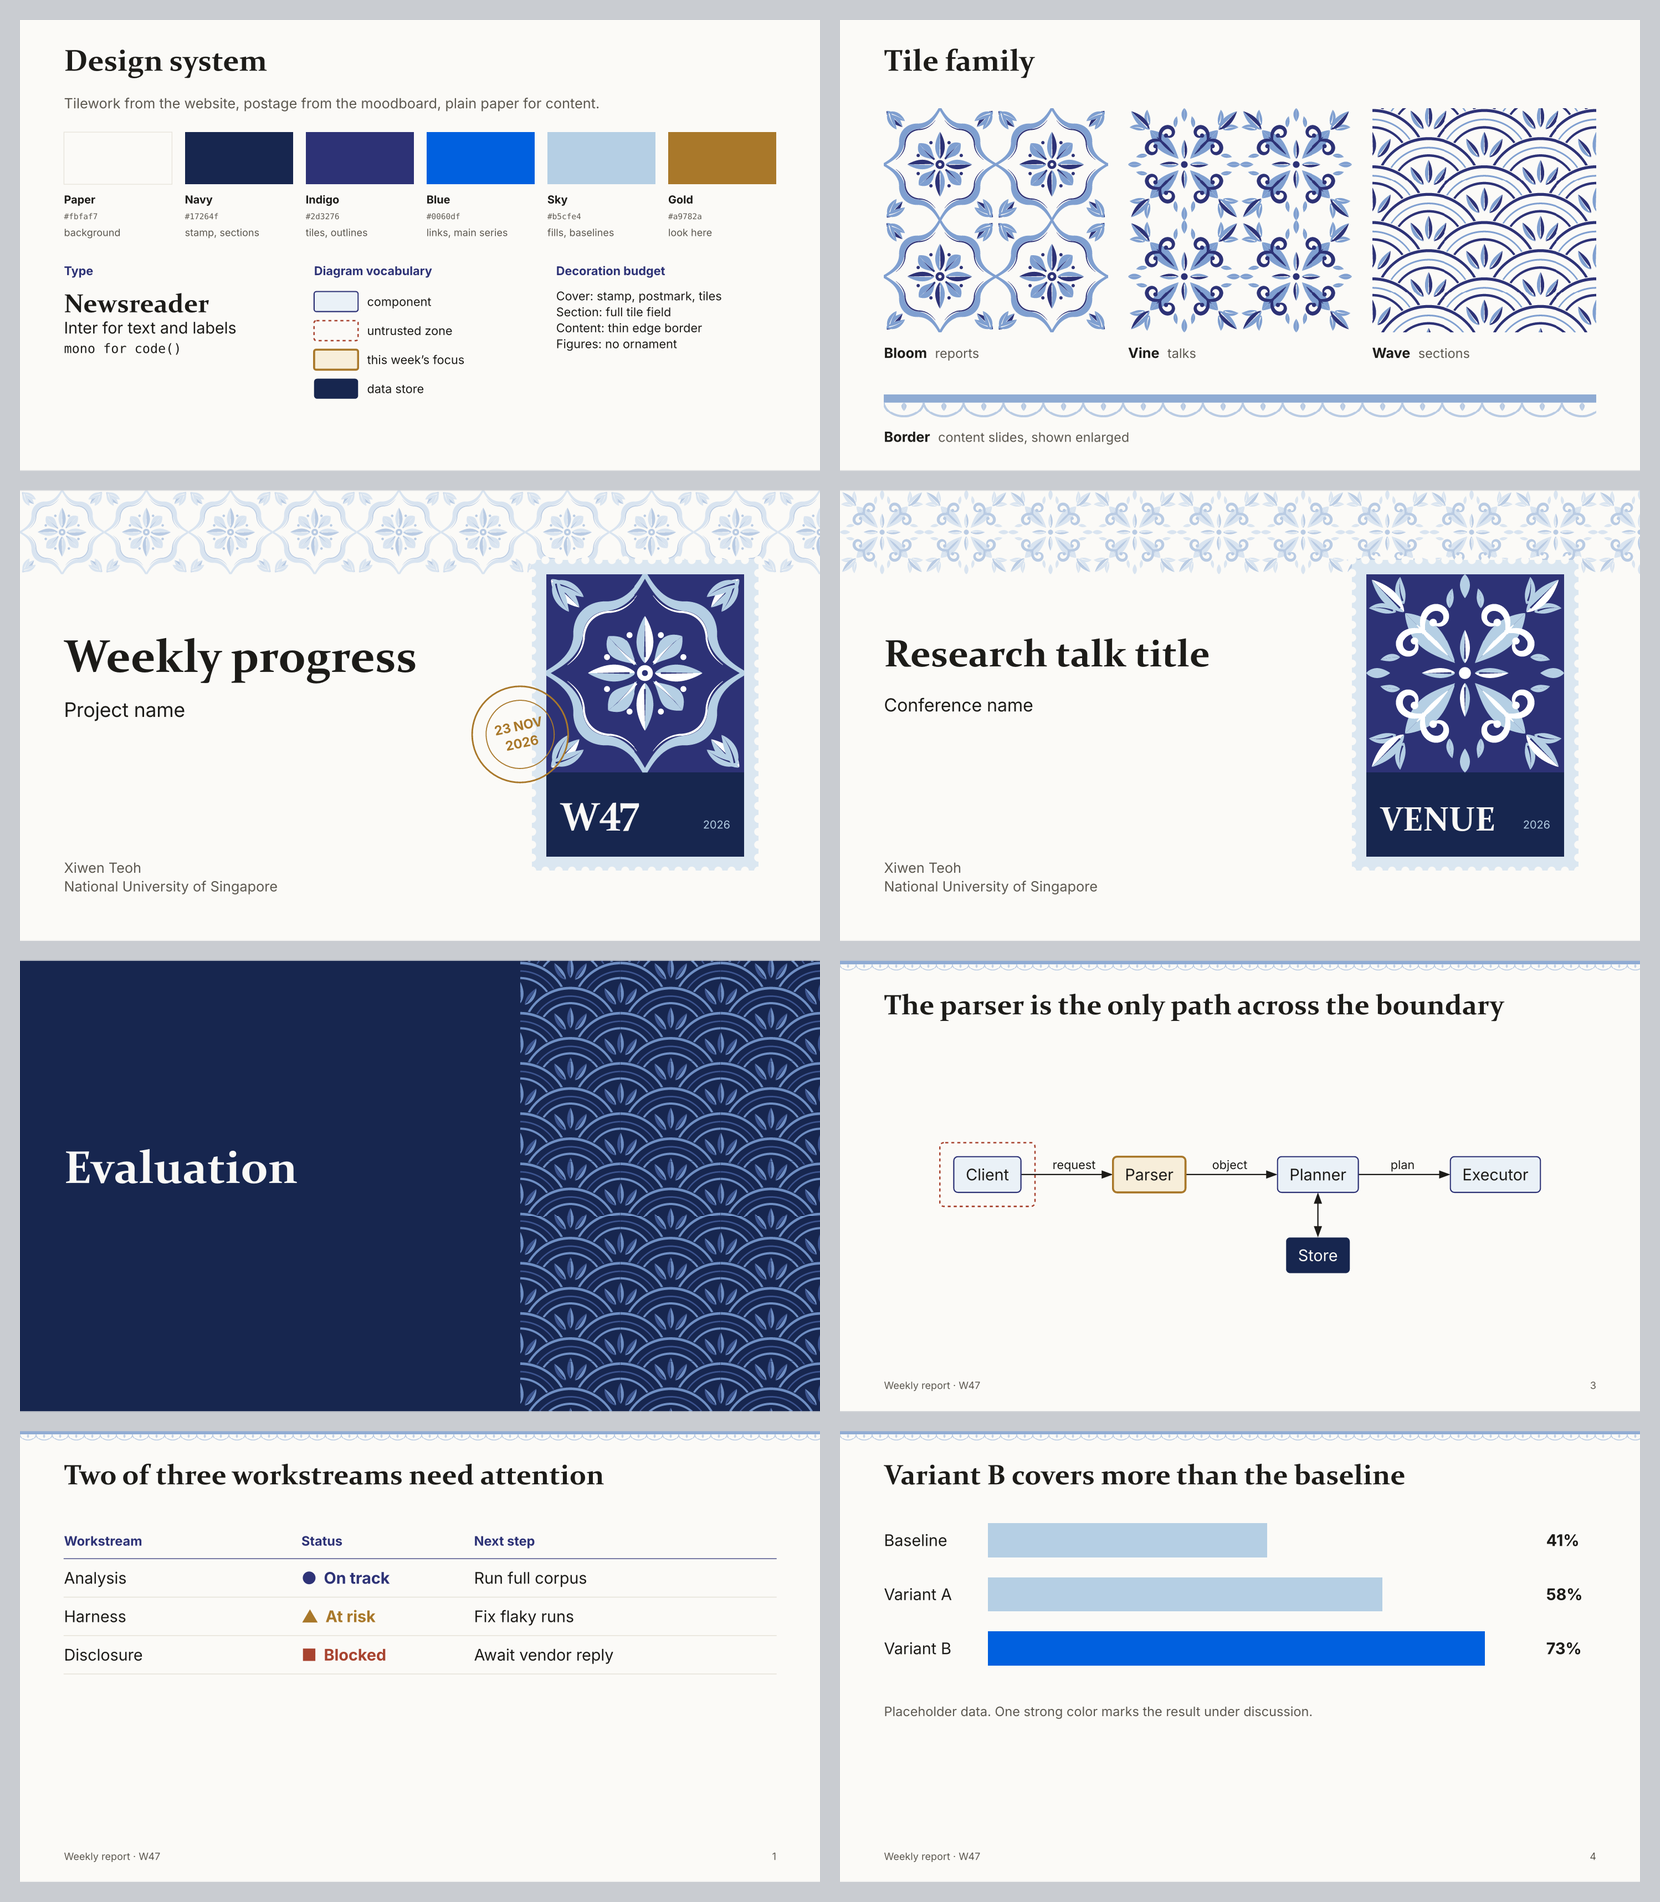 Design system
Tilework from the website, postage from the moodboard, plain paper for content.
Paper
#fbfaf7
background
Navy
#17264f
stamp, sections
Indigo
#2d3276
tiles, outlines
Blue
#0060df
links, main series
Sky
#b5cfe4
fills, baselines
Gold
#a9782a
look here
Type
Newsreader
Inter for text and labels
mono for code()
Diagram vocabulary
component
untrusted zone
this week’s focus
data store
Decoration budget
Cover: stamp, postmark, tiles
Section: full tile field
Content: thin edge border
Figures: no ornament
Tile family
Bloom reports
Vine talks
Wave sections
Border content slides, shown enlarged
Weekly progress
Project name
23 NOV
2026
W47
2026
Xiwen Teoh
National University of Singapore
Research talk title
Conference name
VENUE
2026
Xiwen Teoh
National University of Singapore
Evaluation
The parser is the only path across the boundary
Client
request
Parser
object
Planner
plan
Executor
Store
Weekly report · W47
3
Two of three workstreams need attention
Workstream Status Next step
Analysis On track Run full corpus
Harness At risk Fix flaky runs
Disclosure Blocked Await vendor reply
Weekly report · W47
1
Variant B covers more than the baseline
Baseline 41%
Variant A 58%
Variant B 73%
Placeholder data. One strong color marks the result under discussion.
Weekly report · W47
4